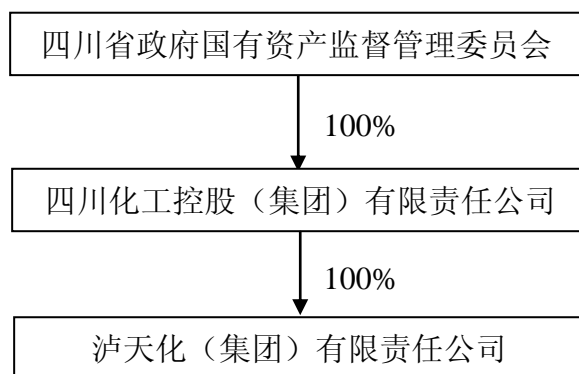 四川省政府国有资产监督管理委员会
100%
四川化工控股（集团）有限责任公司
100%
泸天化（集团）有限责任公司